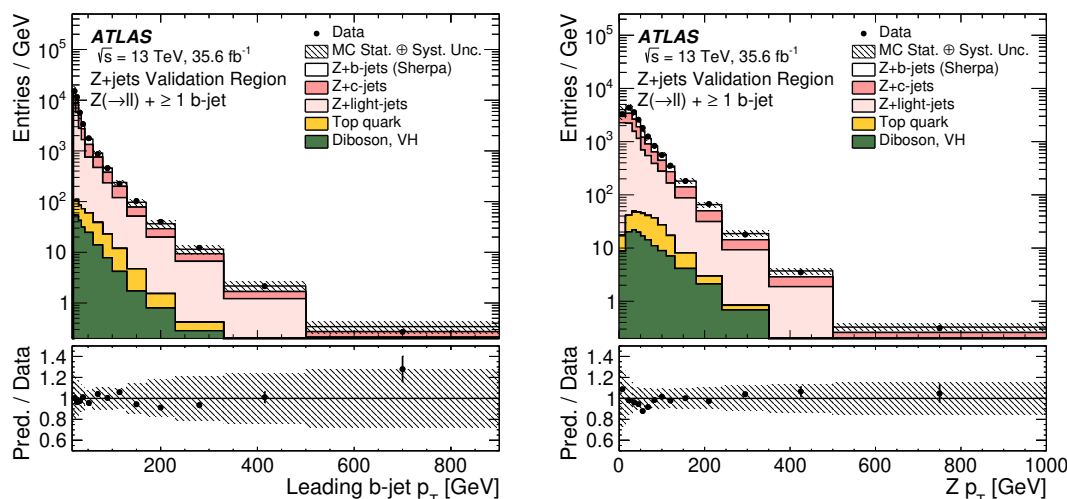 ATLAS
√s = 13 TeV, 35.6 fb⁻¹
Z+jets Validation Region
Z(→ll) + ≥ 1 b-jet
Data
MC Stat. ⊕ Syst. Unc.
Z+b-jets (Sherpa)
Z+c-jets
Z+light-jets
Top quark
Diboson, VH
Entries / GeV
10⁵
10⁴
10³
10²
10
1
Pred. / Data
1.4
1.2
1.0
0.8
0.6
200 400 600 800
Leading b-jet p_T [GeV]
ATLAS
√s = 13 TeV, 35.6 fb⁻¹
Z+jets Validation Region
Z(→ll) + ≥ 1 b-jet
Data
MC Stat. ⊕ Syst. Unc.
Z+b-jets (Sherpa)
Z+c-jets
Z+light-jets
Top quark
Diboson, VH
Entries / GeV
10⁵
10⁴
10³
10²
10
1
Pred. / Data
1.4
1.2
1.0
0.8
0.6
0 200 400 600 800 1000
Z p_T [GeV]